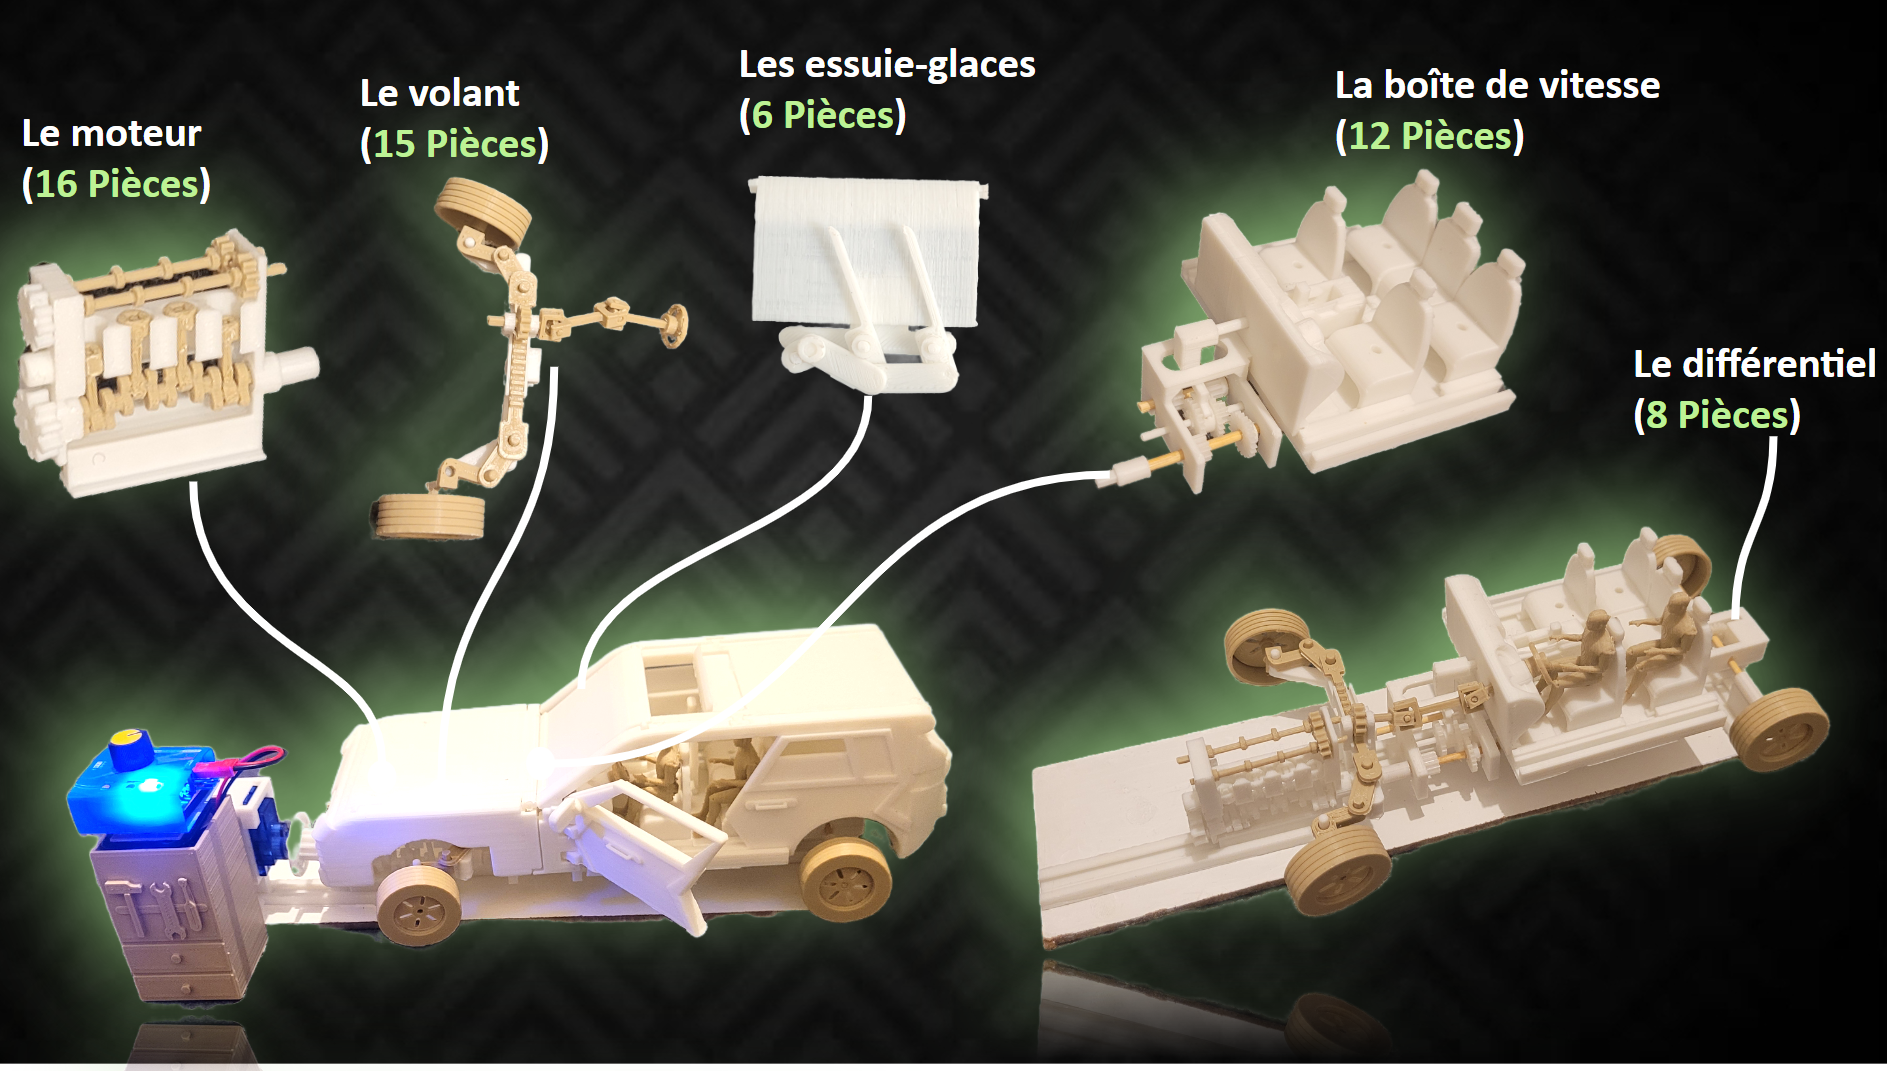 Le moteur
(16 Pièces)
Le volant
(15 Pièces)
Les essuie-glaces
(6 Pièces)
La boîte de vitesse
(12 Pièces)
Le différentiel
(8 Pièces)